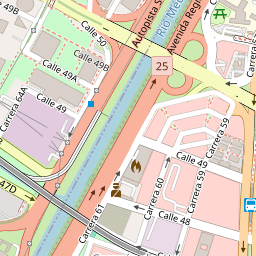 49B
Calle 50
Autopista S
Río Me
Avenida Regi
25
Calle 49A
Calle 49B
Carrera 64A
Calle 49
Carrera 59
Calle 49
47D
Carrera 61
Carrera 60
Carrera 59
Calle 48